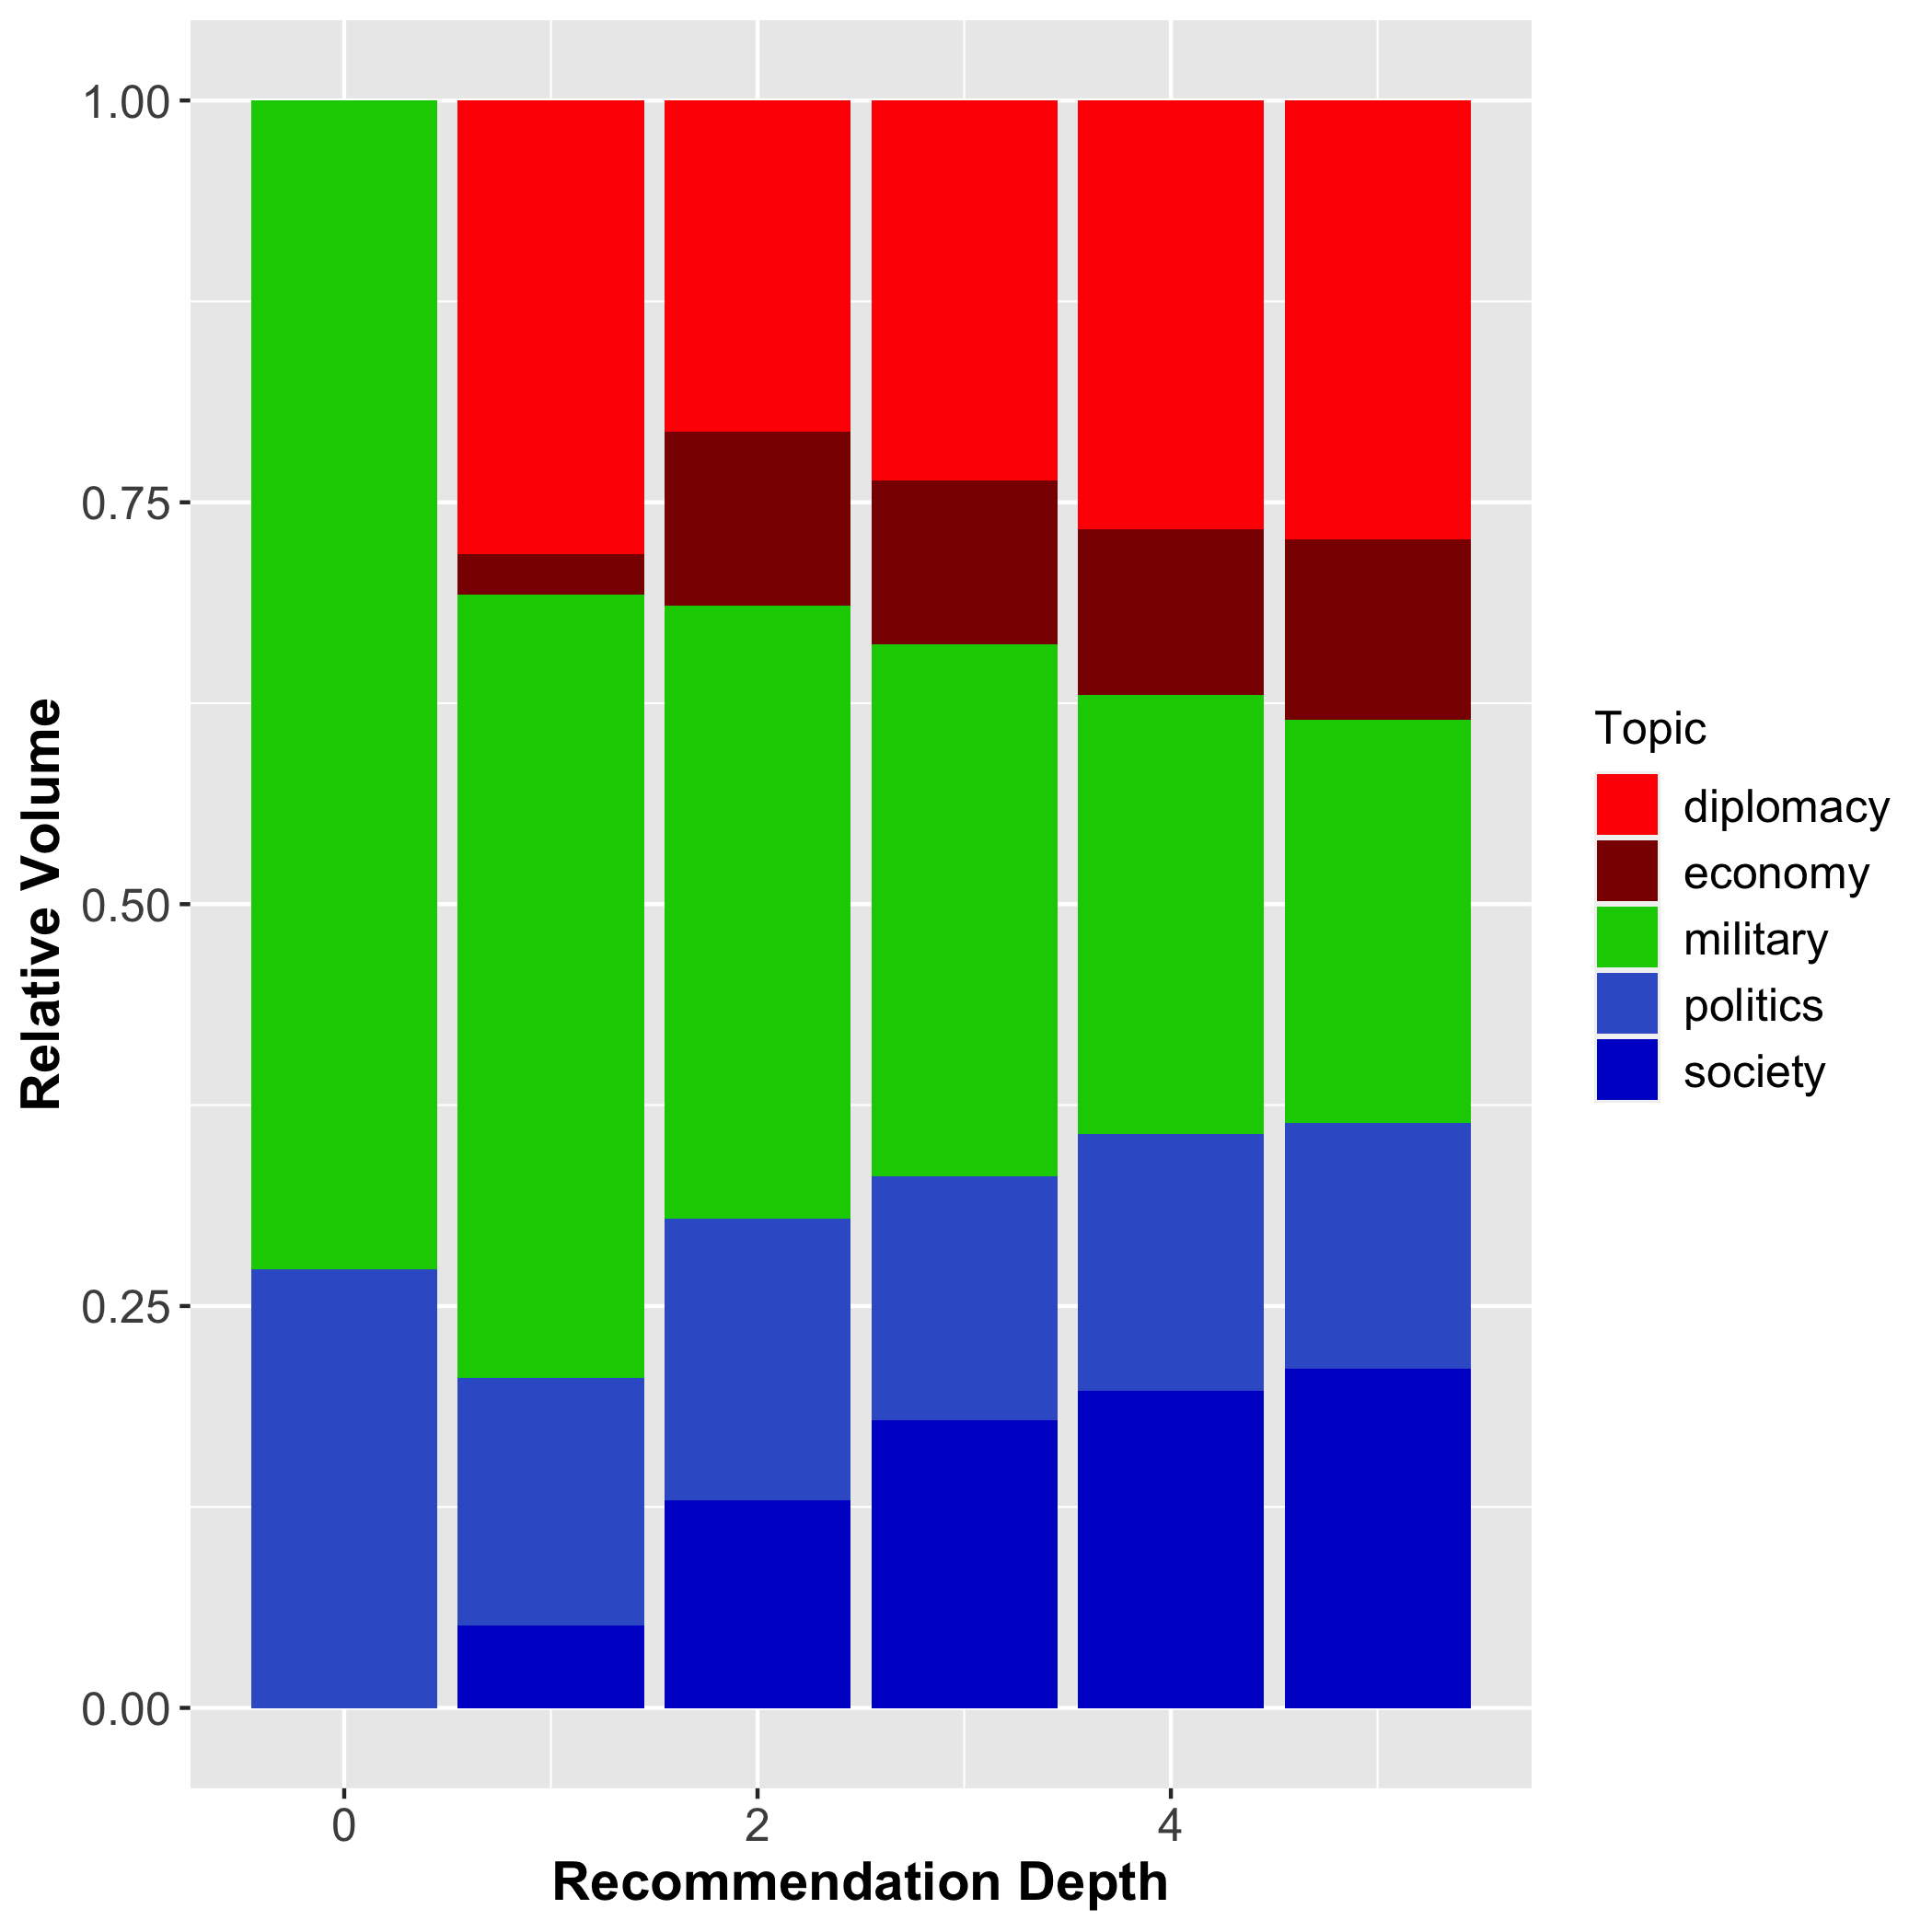 1.00
0.75
0.50
0.25
0.00
Relative Volume
0
2
4
Recommendation Depth
Topic
diplomacy
economy
military
politics
society